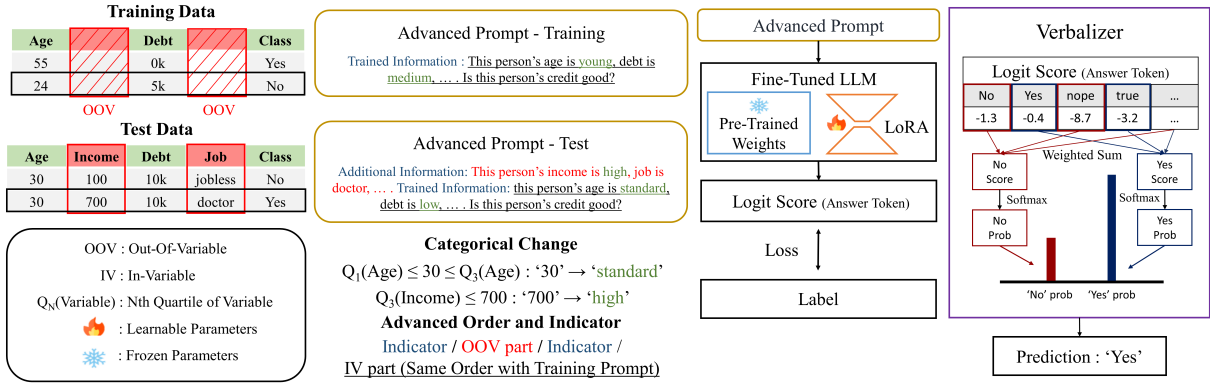 Training Data
Age Debt Class
55 0k Yes
24 5k No
OOV OOV
Test Data
Age Income Debt Job Class
30 100 10k jobless No
30 700 10k doctor Yes
OOV : Out-Of-Variable
IV : In-Variable
Q_N(Variable) : Nth Quartile of Variable
: Learnable Parameters
: Frozen Parameters
Advanced Prompt - Training
Trained Information : This person's age is young, debt is
medium, … . Is this person's credit good?
Advanced Prompt - Test
Additional Information: This person's income is high, job is
doctor, … . Trained Information: this person's age is standard,
debt is low, … . Is this person's credit good?
Categorical Change
Q₁(Age) ≤ 30 ≤ Q₃(Age) : '30' → 'standard'
Q₃(Income) ≤ 700 : '700' → 'high'
Advanced Order and Indicator
Indicator / OOV part / Indicator /
IV part (Same Order with Training Prompt)
Advanced Prompt
Fine-Tuned LLM
Pre-Trained
Weights
LoRA
Logit Score (Answer Token)
Loss
Label
Verbalizer
Logit Score (Answer Token)
No Yes nope true ...
-1.3 -0.4 -8.7 -3.2 ...
Weighted Sum
No
Score
Yes
Score
Softmax Softmax
No
Prob
Yes
Prob
'No' prob 'Yes' prob
Prediction : 'Yes'